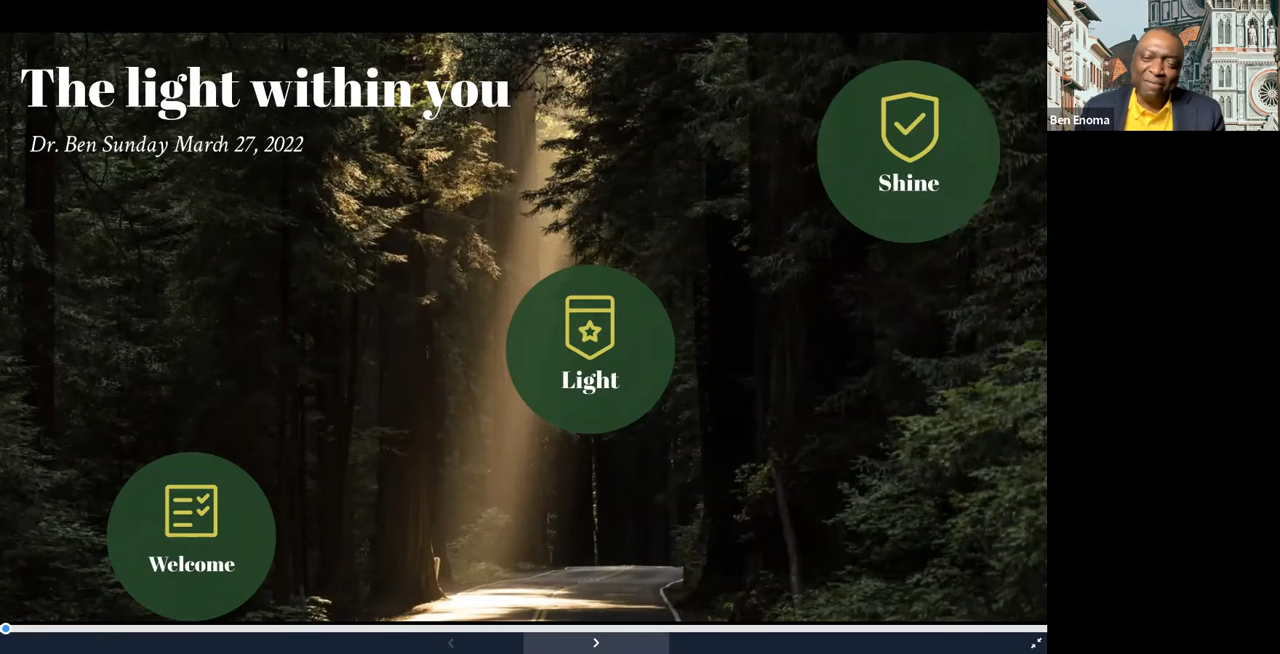 The light within you
Dr. Ben Sunday March 27, 2022
Shine
Light
Welcome
Ben Enoma